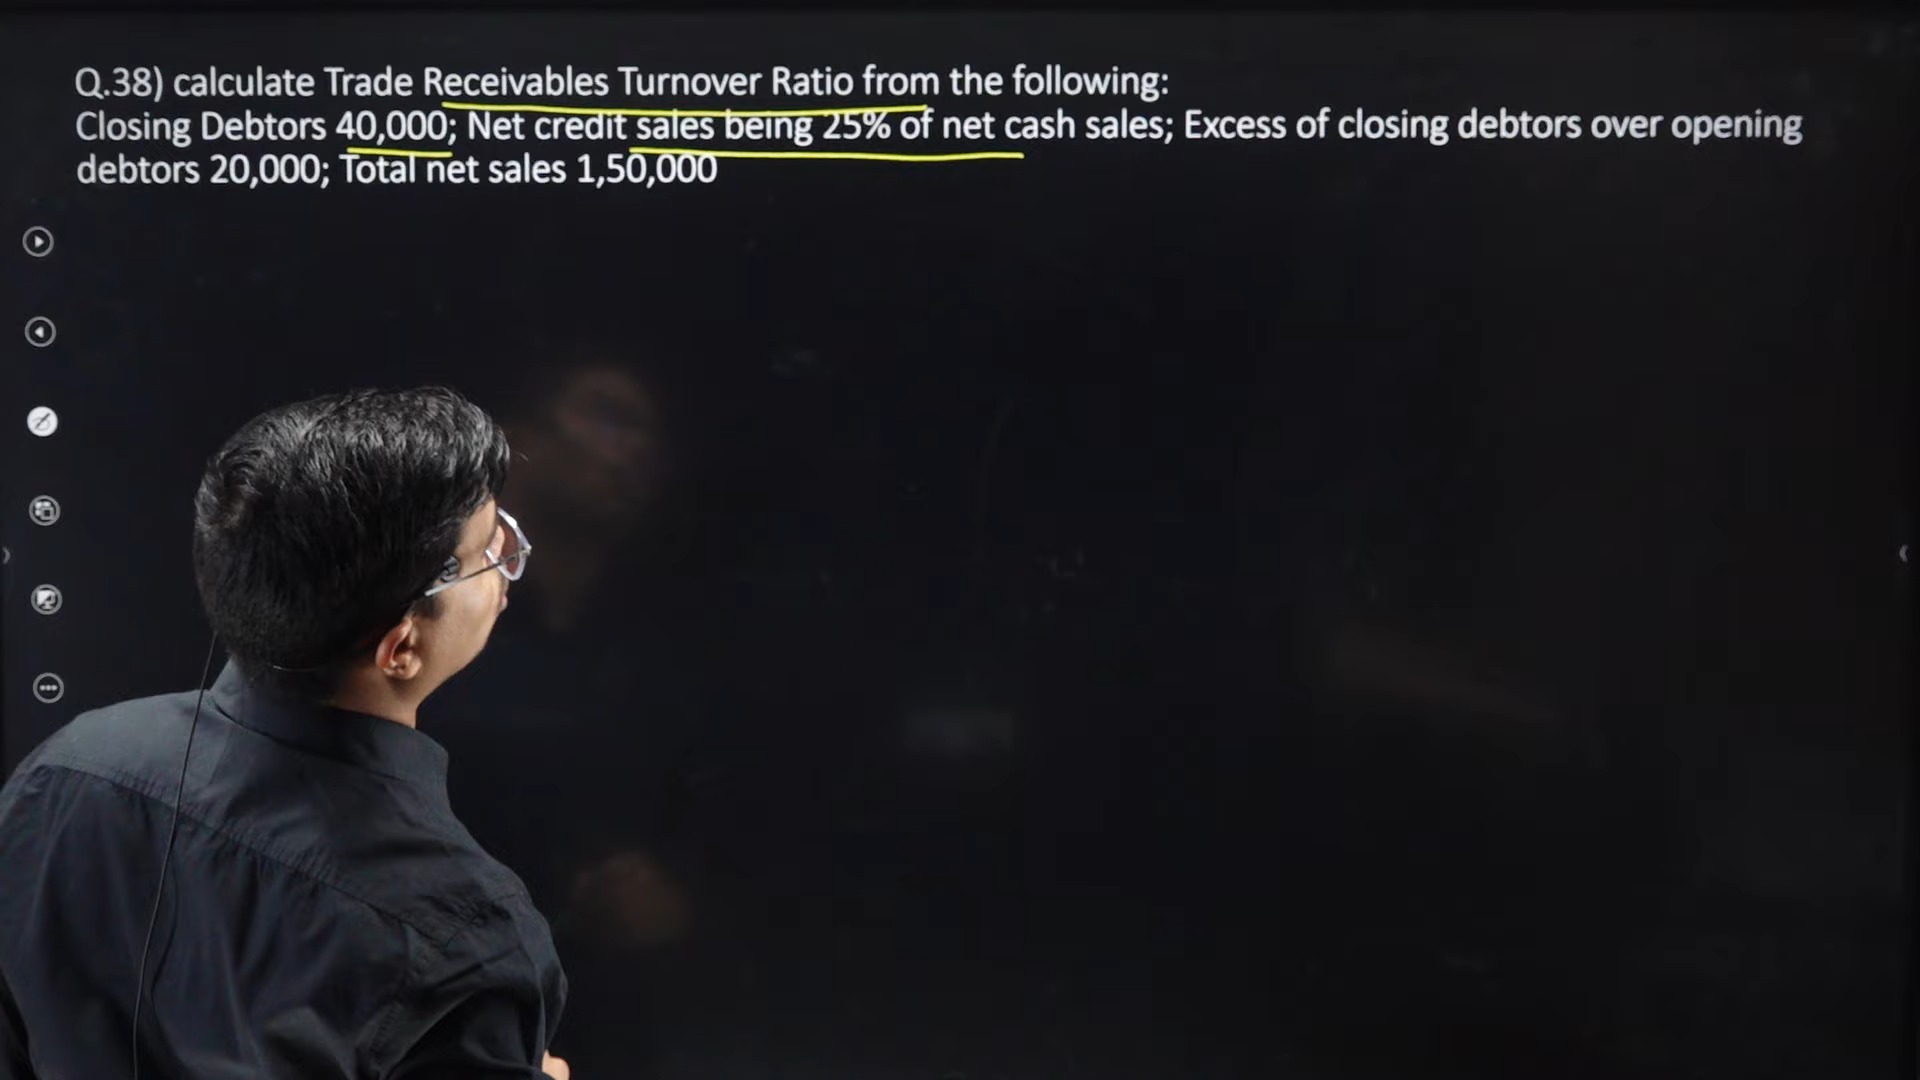 Q.38) calculate Trade Receivables Turnover Ratio from the following:
Closing Debtors 40,000; Net credit sales being 25% of net cash sales; Excess of closing debtors over opening
debtors 20,000; Total net sales 1,50,000